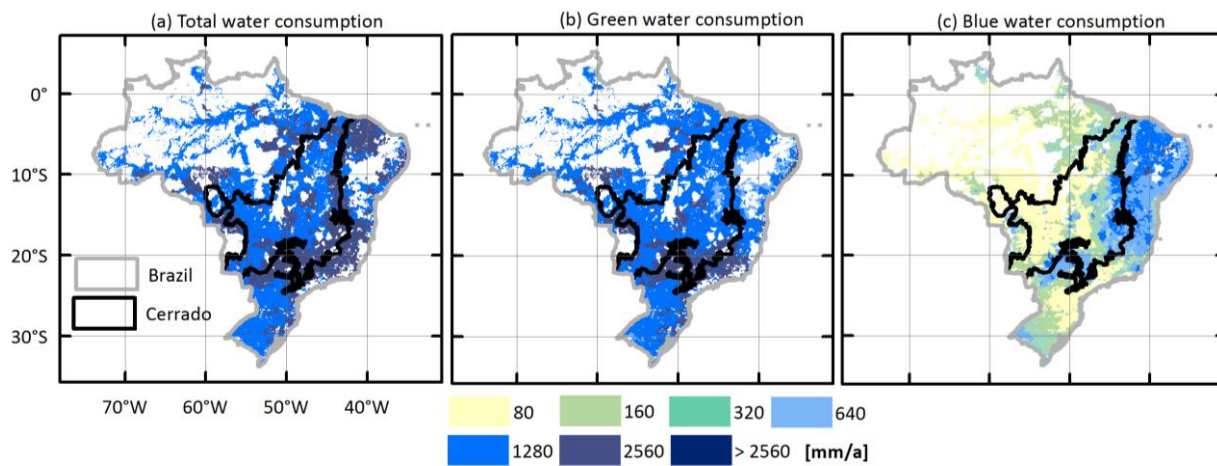 (a) Total water consumption
(b) Green water consumption
(c) Blue water consumption
0°
10°S
20°S
30°S
Brazil
Cerrado
70°W 60°W 50°W 40°W
80 160 320 640
1280 2560 > 2560 [mm/a]